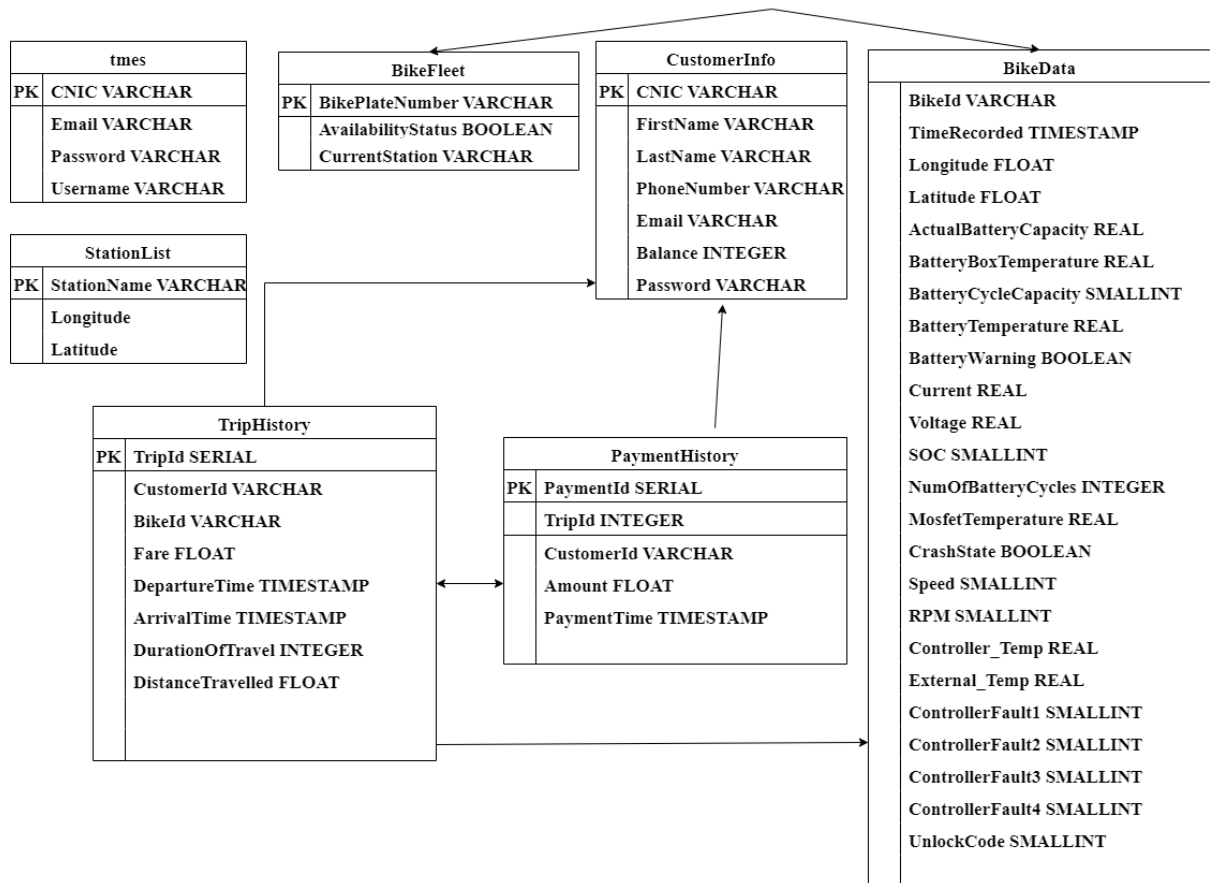 tmes
PK CNIC VARCHAR
Email VARCHAR
Password VARCHAR
Username VARCHAR
StationList
PK StationName VARCHAR
Longitude
Latitude
BikeFleet
PK BikePlateNumber VARCHAR
AvailabilityStatus BOOLEAN
CurrentStation VARCHAR
CustomerInfo
PK CNIC VARCHAR
FirstName VARCHAR
LastName VARCHAR
PhoneNumber VARCHAR
Email VARCHAR
Balance INTEGER
Password VARCHAR
BikeData
BikeId VARCHAR
TimeRecorded TIMESTAMP
Longitude FLOAT
Latitude FLOAT
ActualBatteryCapacity REAL
BatteryBoxTemperature REAL
BatteryCycleCapacity SMALLINT
BatteryTemperature REAL
BatteryWarning BOOLEAN
Current REAL
Voltage REAL
SOC SMALLINT
NumOfBatteryCycles INTEGER
MosfetTemperature REAL
CrashState BOOLEAN
Speed SMALLINT
RPM SMALLINT
Controller_Temp REAL
External_Temp REAL
ControllerFault1 SMALLINT
ControllerFault2 SMALLINT
ControllerFault3 SMALLINT
ControllerFault4 SMALLINT
UnlockCode SMALLINT
TripHistory
PK TripId SERIAL
CustomerId VARCHAR
BikeId VARCHAR
Fare FLOAT
DepartureTime TIMESTAMP
ArrivalTime TIMESTAMP
DurationOfTravel INTEGER
DistanceTravelled FLOAT
PaymentHistory
PK PaymentId SERIAL
TripId INTEGER
CustomerId VARCHAR
Amount FLOAT
PaymentTime TIMESTAMP